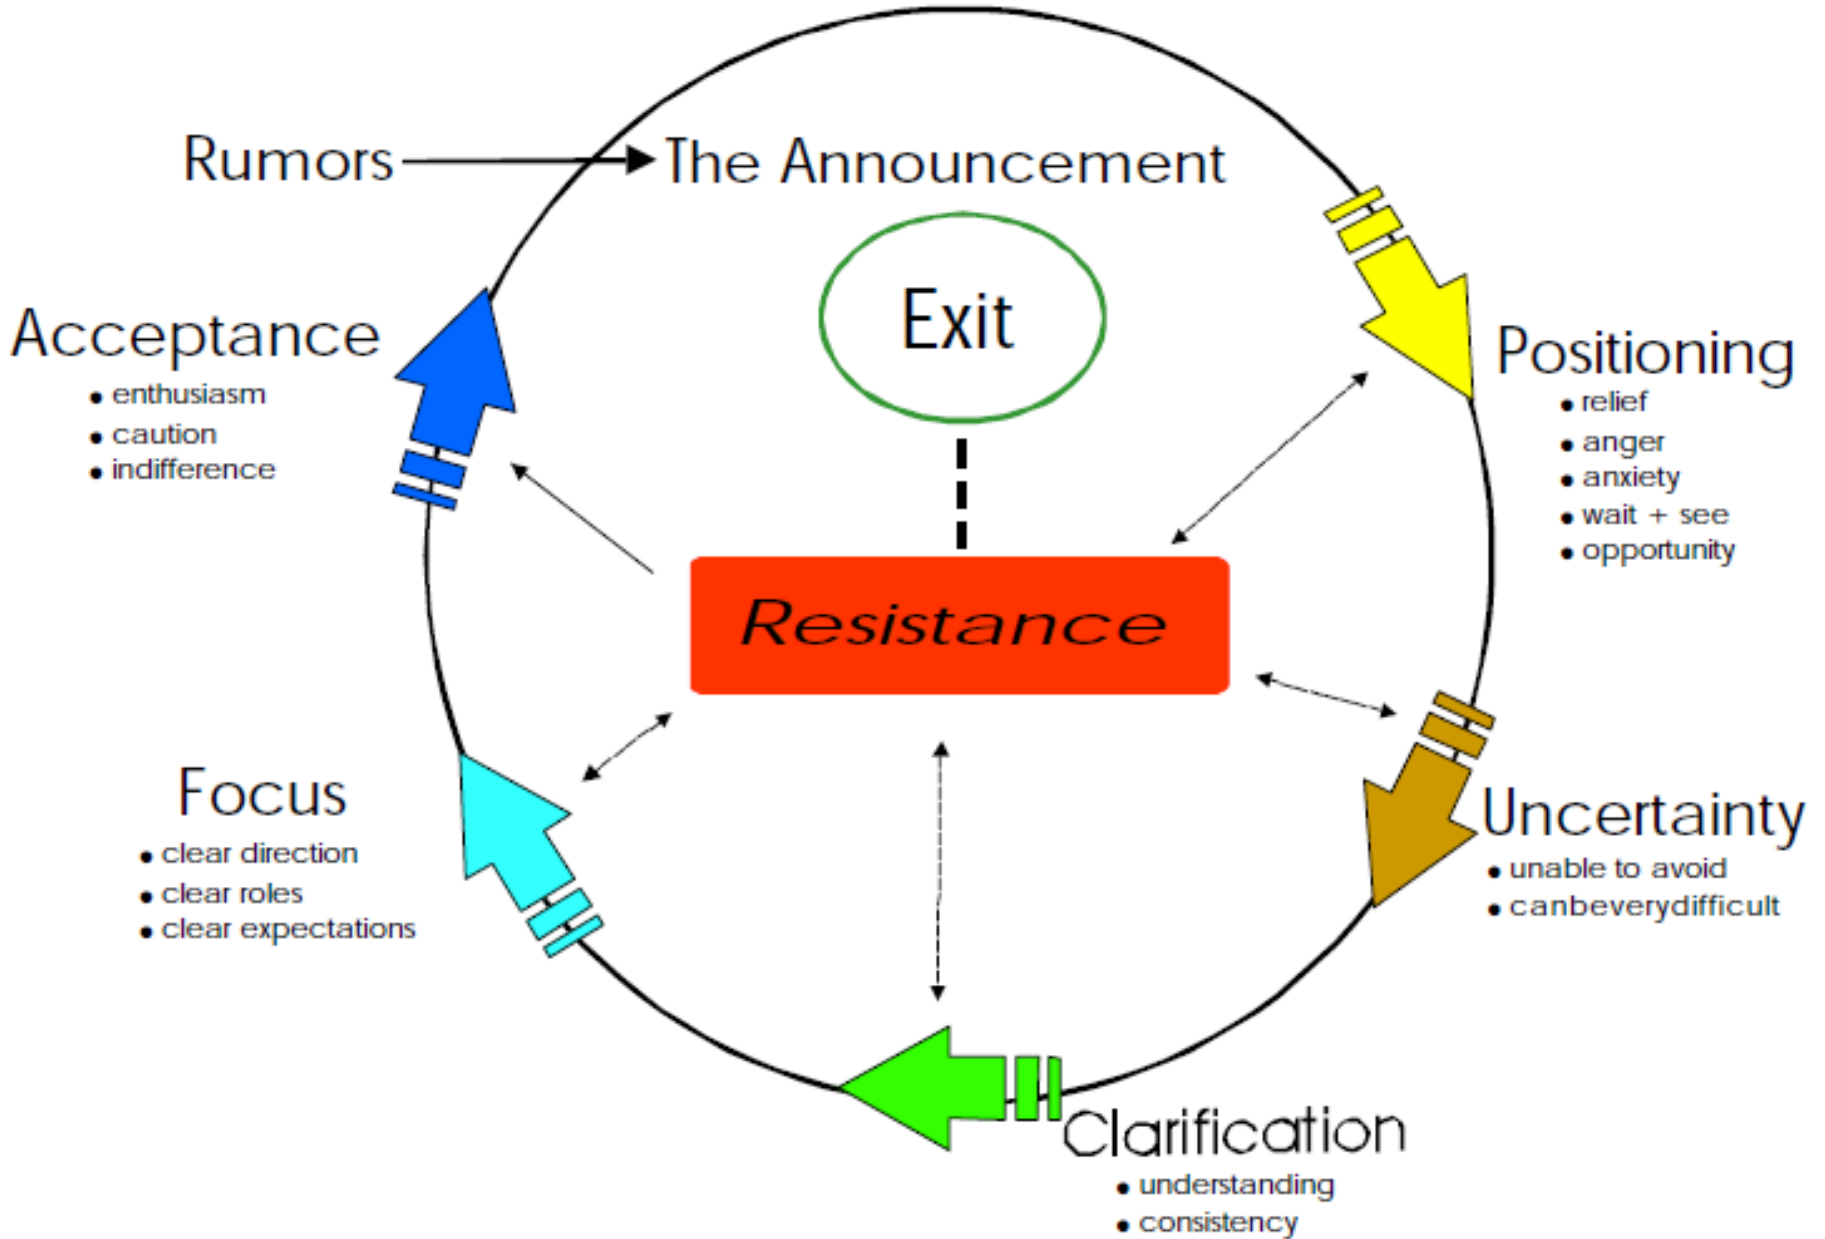 Rumors
The Announcement
Exit
Acceptance
• enthusiasm
• caution
• indifference
Positioning
• relief
• anger
• anxiety
• wait + see
• opportunity
Resistance
Focus
• clear direction
• clear roles
• clear expectations
Uncertainty
• unable to avoid
• canbeverydifficult
Clarification
• understanding
• consistency